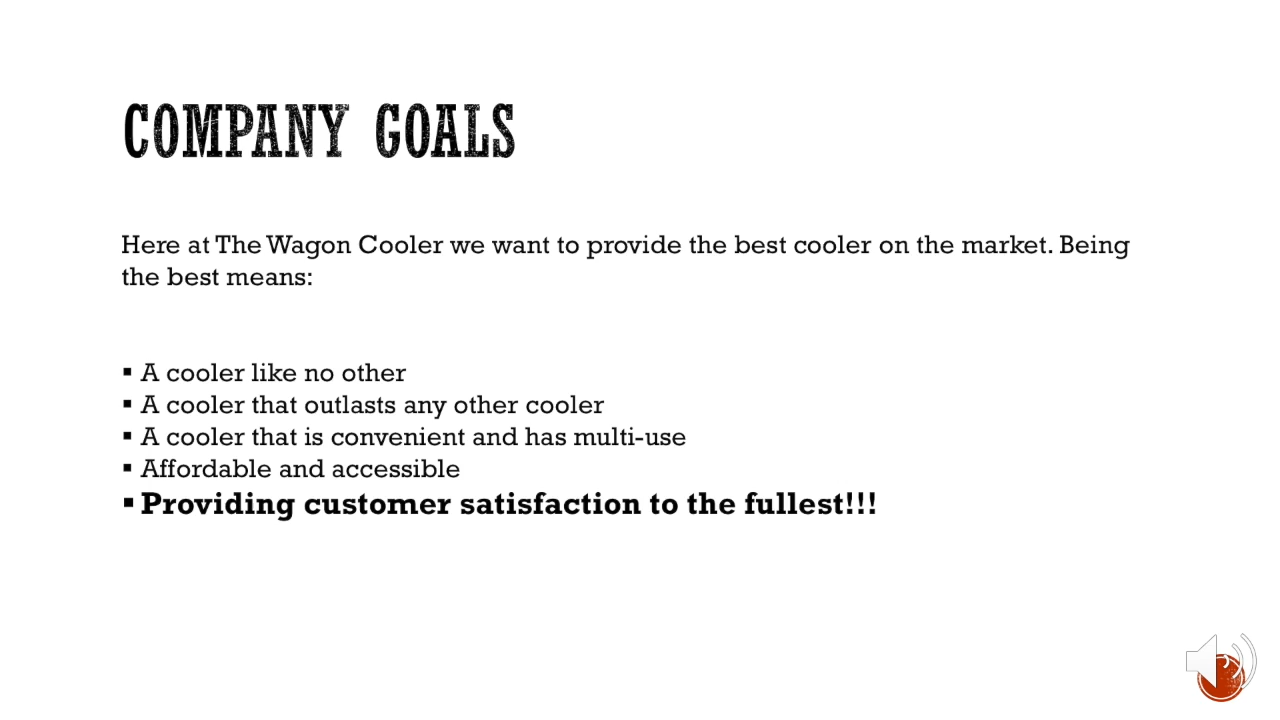 COMPANY GOALS
Here at The Wagon Cooler we want to provide the best cooler on the market. Being
the best means:
▪ A cooler like no other
▪ A cooler that outlasts any other cooler
▪ A cooler that is convenient and has multi-use
▪ Affordable and accessible
▪ Providing customer satisfaction to the fullest!!!